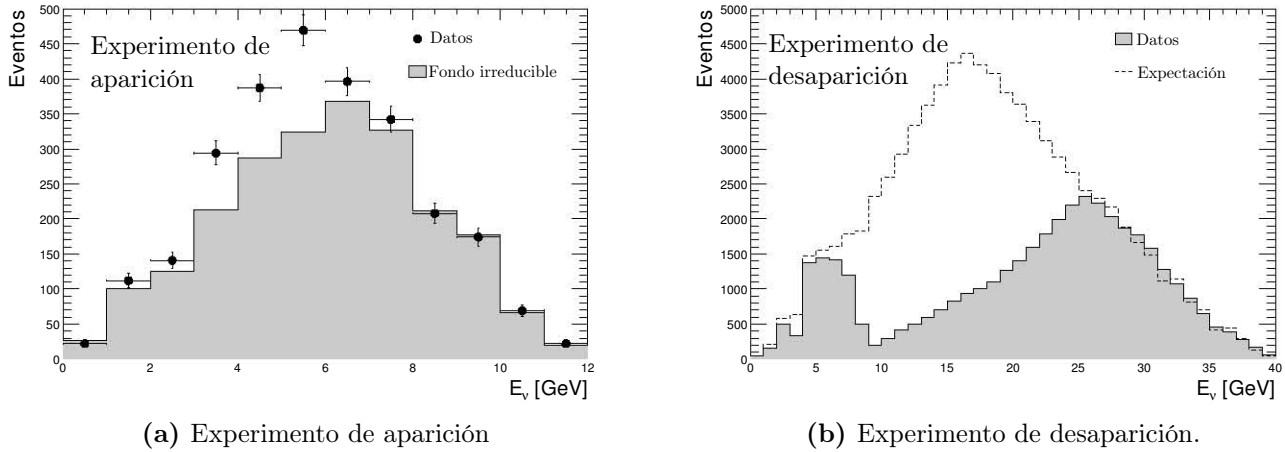 Eventos
500
450
400
350
300
250
200
150
100
50
0
Experimento de
aparición
Datos
Fondo irreducible
0 2 4 6 8 10 12
Eν [GeV]
(a) Experimento de aparición
Eventos
5000
4500
4000
3500
3000
2500
2000
1500
1000
500
0
Experimento de
desaparición
Datos
Expectación
0 5 10 15 20 25 30 35 40
Eν [GeV]
(b) Experimento de desaparición.